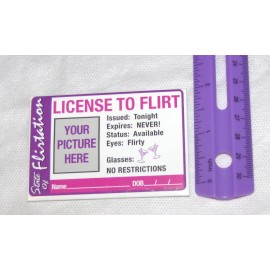 State
Of
Flirtation
LICENSE TO FLIRT
YOUR
PICTURE
HERE
Issued: Tonight
Expires: NEVER!
Status: Available
Eyes: Flirty
Glasses:
NO RESTRICTIONS
Name DOB / /